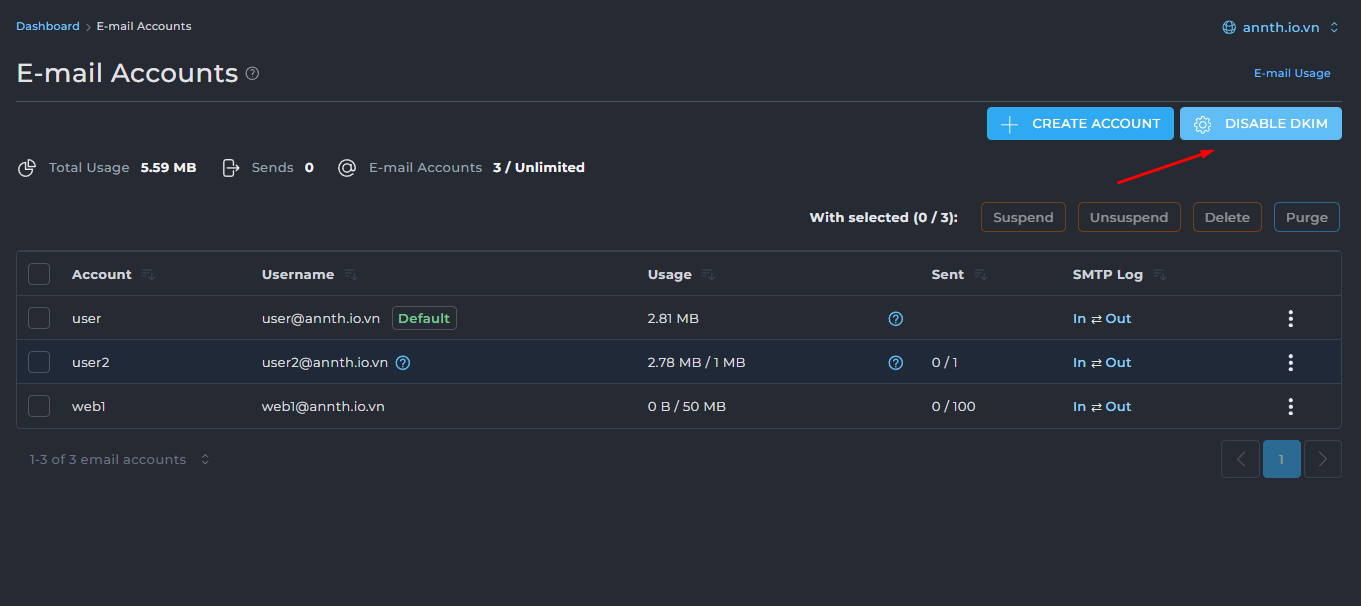 Dashboard > E-mail Accounts
annth.io.vn
E-mail Accounts
E-mail Usage
CREATE ACCOUNT
DISABLE DKIM
Total Usage 5.59 MB Sends 0 E-mail Accounts 3 / Unlimited
With selected (0 / 3): Suspend Unsuspend Delete Purge
Account Username Usage Sent SMTP Log
user user@annth.io.vn Default 2.81 MB In ⇄ Out
user2 user2@annth.io.vn 2.78 MB / 1 MB 0 / 1 In ⇄ Out
web1 web1@annth.io.vn 0 B / 50 MB 0 / 100 In ⇄ Out
1-3 of 3 email accounts
1